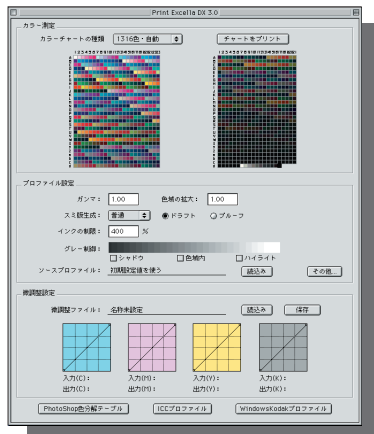 Print Excella DX 3.0
カラー測定
カラーチャートの種類 1316色・自動 チャートをプリント
プロファイル設定
ガンマ： 1.00 色域の拡大： 1.00
スミ版生成： 普通 ドラフト プルーフ
インクの制限： 400 %
グレー制御：
シャドウ 色域内 ハイライト
ソースプロファイル： 初期設定値を使う 読込み その他...
微調整設定
微調整ファイル： 名称未設定 読込み 保存
入力(C)： 入力(M)： 入力(Y)： 入力(K)：
出力(C)： 出力(M)： 出力(Y)： 出力(K)：
PhotoShop色分解テーブル ICCプロファイル WindowsKodakプロファイル